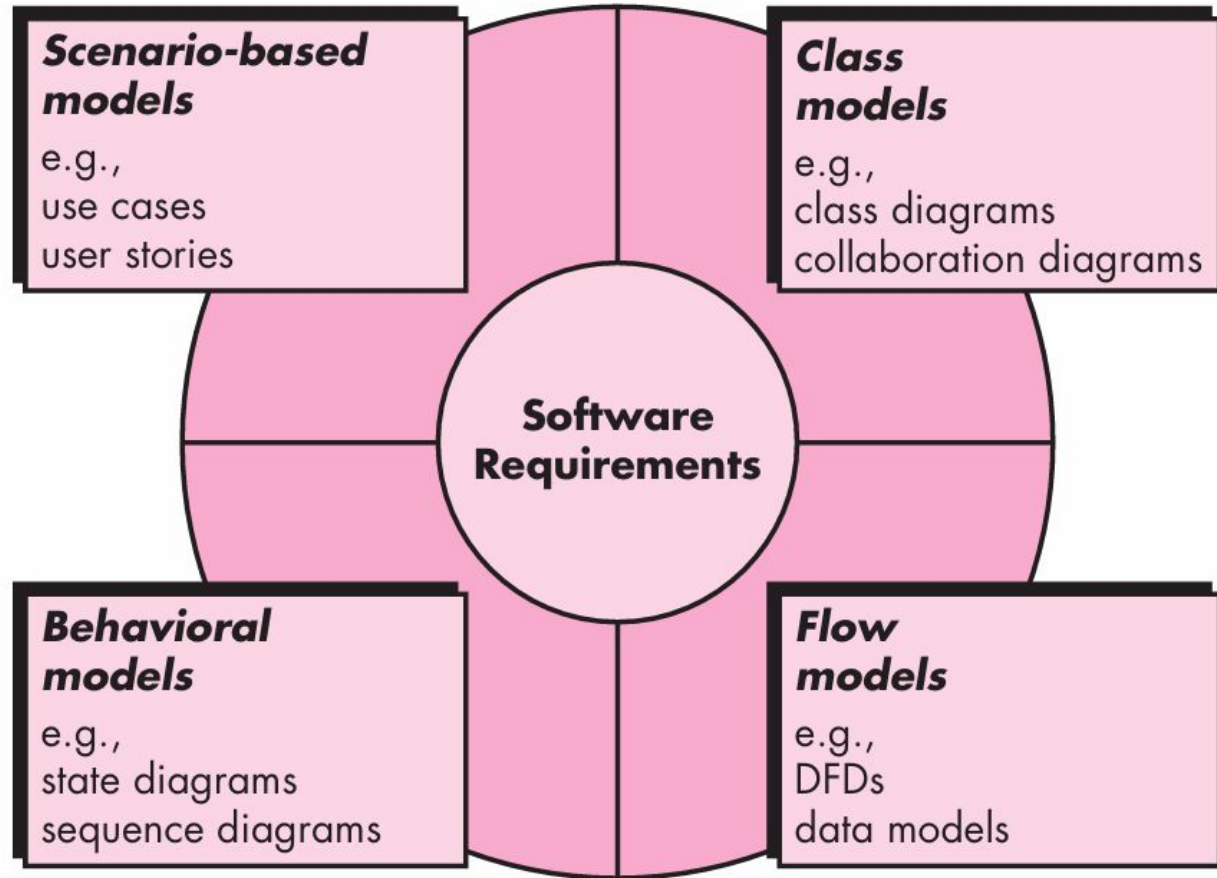 Scenario-based
models
e.g.,
use cases
user stories
Class
models
e.g.,
class diagrams
collaboration diagrams
Software
Requirements
Behavioral
models
e.g.,
state diagrams
sequence diagrams
Flow
models
e.g.,
DFDs
data models